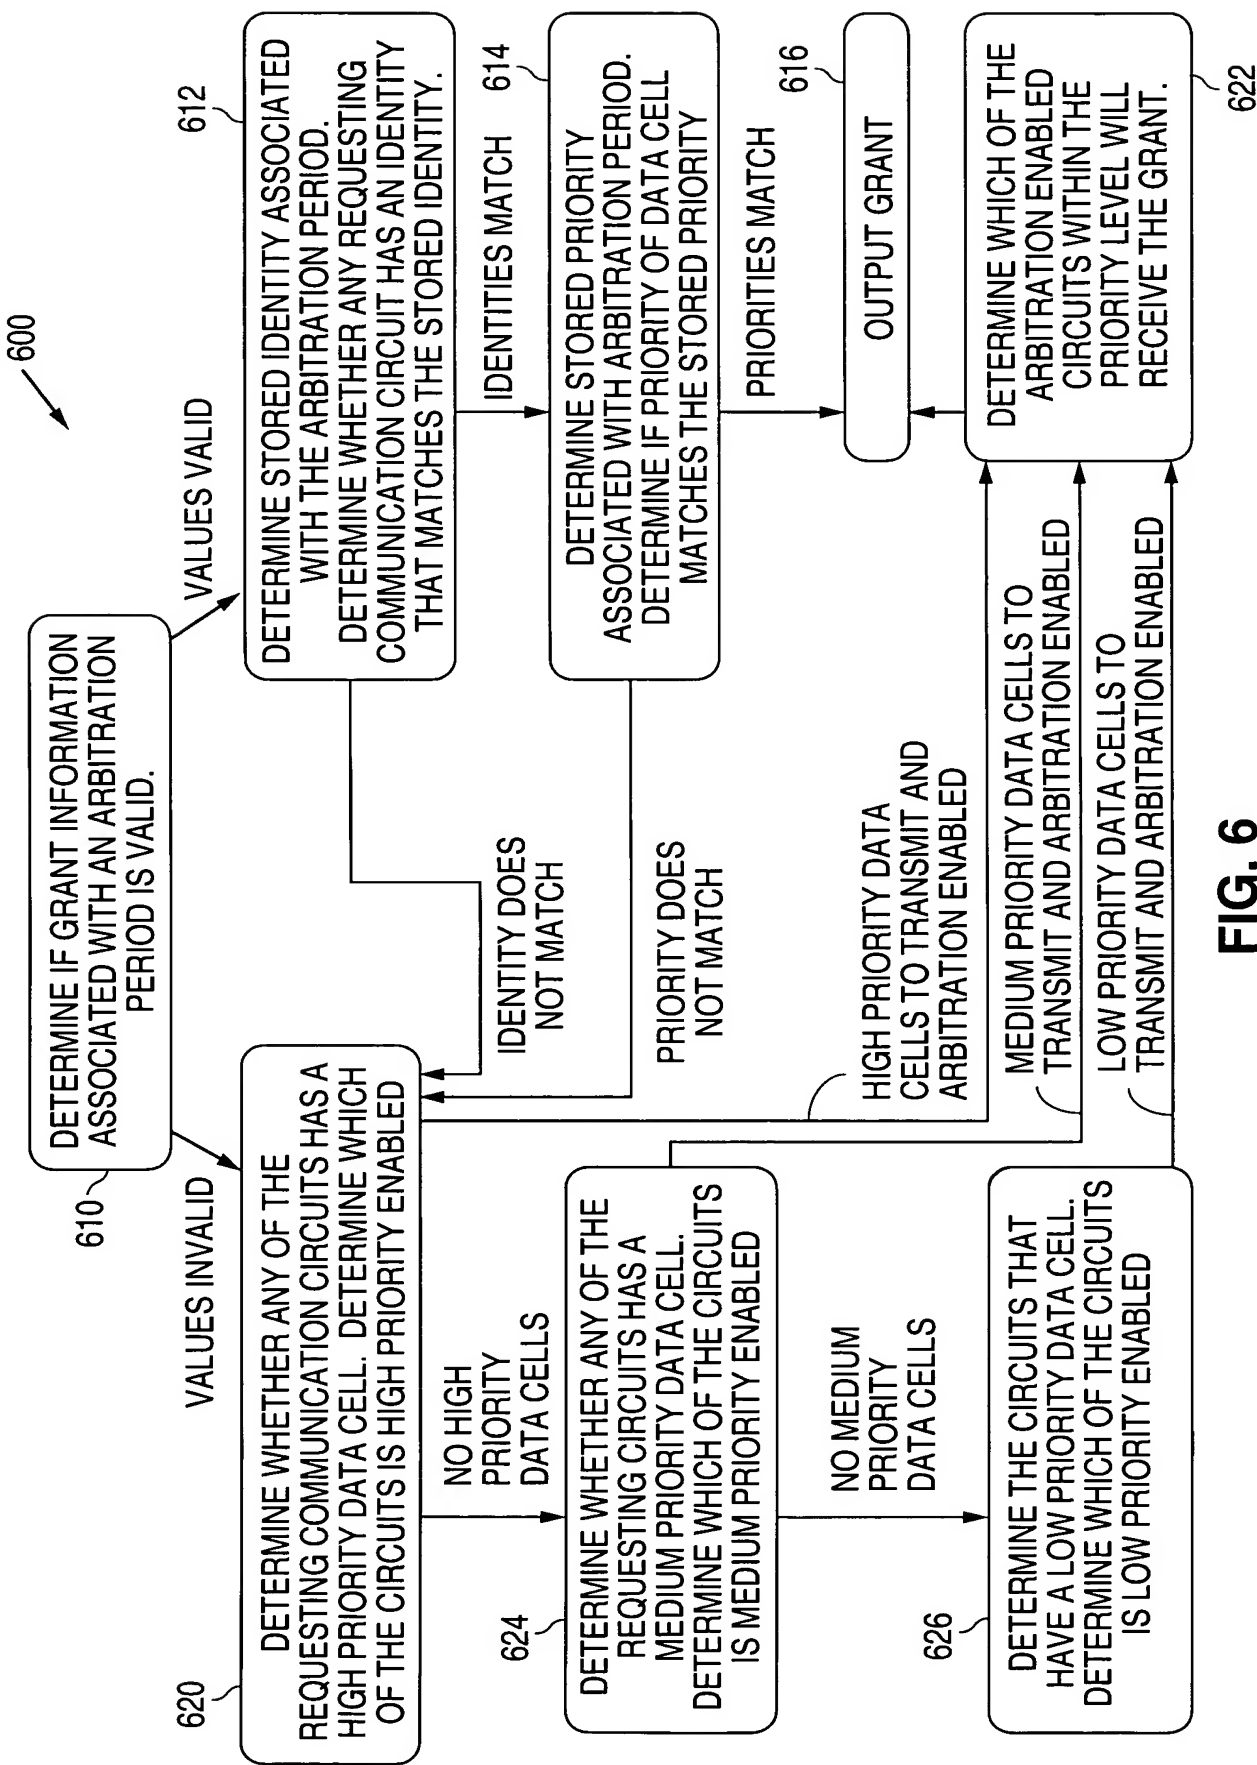 600
610
DETERMINE IF GRANT INFORMATION
ASSOCIATED WITH AN ARBITRATION
PERIOD IS VALID.
VALUES INVALID
VALUES VALID
620
DETERMINE WHETHER ANY OF THE
REQUESTING COMMUNICATION CIRCUITS HAS A
HIGH PRIORITY DATA CELL. DETERMINE WHICH
OF THE CIRCUITS IS HIGH PRIORITY ENABLED
612
DETERMINE STORED IDENTITY ASSOCIATED
WITH THE ARBITRATION PERIOD.
DETERMINE WHETHER ANY REQUESTING
COMMUNICATION CIRCUIT HAS AN IDENTITY
THAT MATCHES THE STORED IDENTITY.
IDENTITY DOES
NOT MATCH
IDENTITIES MATCH
NO HIGH
PRIORITY
DATA CELLS
614
DETERMINE STORED PRIORITY
ASSOCIATED WITH ARBITRATION PERIOD.
DETERMINE IF PRIORITY OF DATA CELL
MATCHES THE STORED PRIORITY
PRIORITY DOES
NOT MATCH
PRIORITIES MATCH
624
DETERMINE WHETHER ANY OF THE
REQUESTING CIRCUITS HAS A
MEDIUM PRIORITY DATA CELL.
DETERMINE WHICH OF THE CIRCUITS
IS MEDIUM PRIORITY ENABLED
616
OUTPUT GRANT
HIGH PRIORITY DATA
CELLS TO TRANSMIT AND
ARBITRATION ENABLED
NO MEDIUM
PRIORITY
DATA CELLS
MEDIUM PRIORITY DATA CELLS TO
TRANSMIT AND ARBITRATION ENABLED
DETERMINE WHICH OF THE
ARBITRATION ENABLED
CIRCUITS WITHIN THE
PRIORITY LEVEL WILL
RECEIVE THE GRANT.
622
626
DETERMINE THE CIRCUITS THAT
HAVE A LOW PRIORITY DATA CELL.
DETERMINE WHICH OF THE CIRCUITS
IS LOW PRIORITY ENABLED
LOW PRIORITY DATA CELLS TO
TRANSMIT AND ARBITRATION ENABLED
FIG. 6